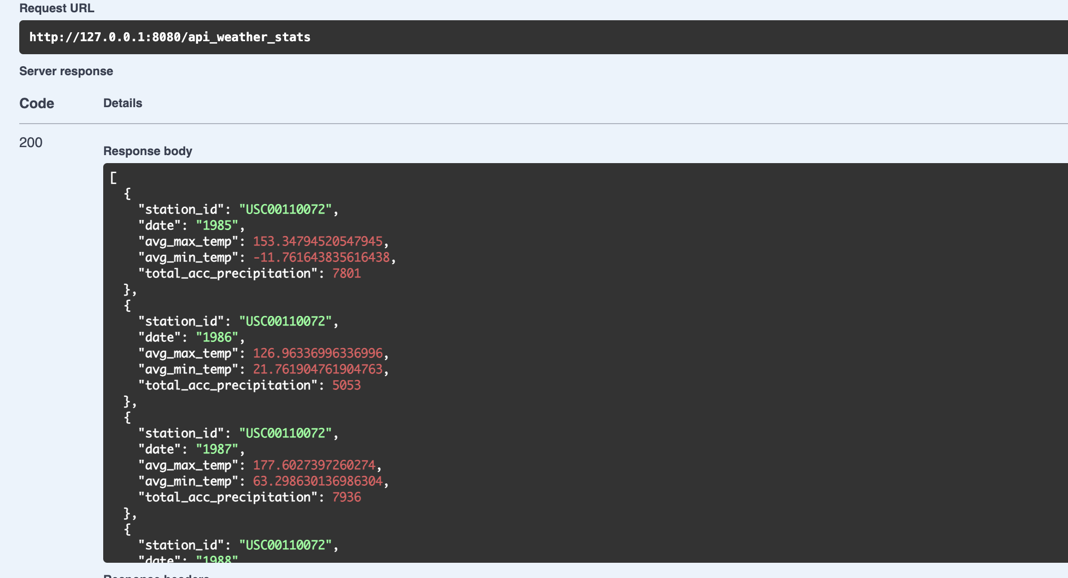 Request URL
http://127.0.0.1:8080/api_weather_stats
Server response
Code Details
200
Response body
[
{
"station_id": "USC00110072",
"date": "1985",
"avg_max_temp": 153.34794520547945,
"avg_min_temp": -11.761643835616438,
"total_acc_precipitation": 7801
},
{
"station_id": "USC00110072",
"date": "1986",
"avg_max_temp": 126.96336996336996,
"avg_min_temp": 21.761904761904763,
"total_acc_precipitation": 5053
},
{
"station_id": "USC00110072",
"date": "1987",
"avg_max_temp": 177.6027397260274,
"avg_min_temp": 63.298630136986304,
"total_acc_precipitation": 7936
},
{
"station_id": "USC00110072",
"date": "1988"
Response headers